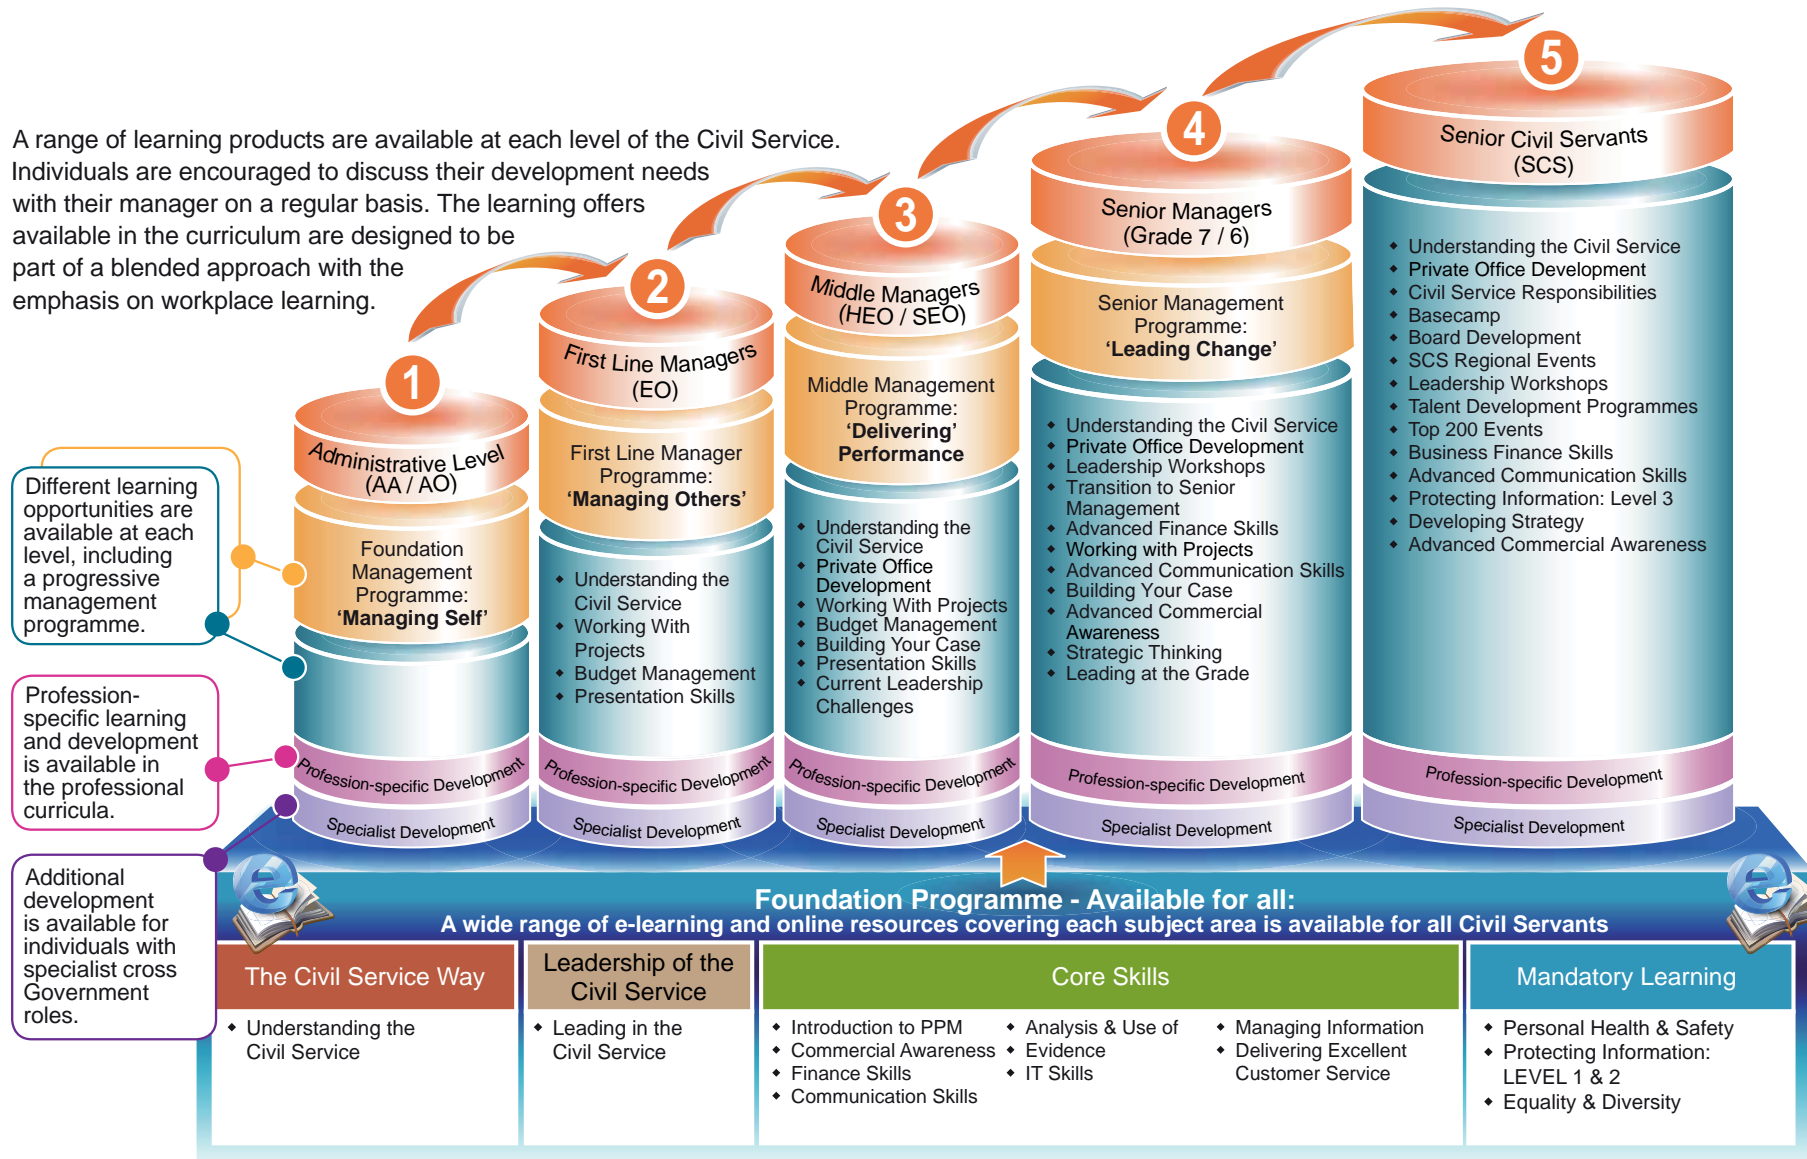 A range of learning products are available at each level of the Civil Service.
Individuals are encouraged to discuss their development needs
with their manager on a regular basis. The learning offers
available in the curriculum are designed to be
part of a blended approach with the
emphasis on workplace learning.
Different learning
opportunities are
available at each
level, including
a progressive
management
programme.
Profession-
specific learning
and development
is available in
the professional
curricula.
Additional
development
is available for
individuals with
specialist cross
Government
roles.
1
Administrative Level
(AA / AO)
Foundation
Management
Programme:
‘Managing Self’
Profession-specific Development
Specialist Development
2
First Line Managers
(EO)
First Line Manager
Programme:
‘Managing Others’
◆ Understanding the
Civil Service
◆ Working With
Projects
◆ Budget Management
◆ Presentation Skills
Profession-specific Development
Specialist Development
3
Middle Managers
(HEO / SEO)
Middle Management
Programme:
‘Delivering’
Performance
◆ Understanding the
Civil Service
◆ Private Office
Development
◆ Working With Projects
◆ Budget Management
◆ Building Your Case
◆ Presentation Skills
◆ Current Leadership
Challenges
Profession-specific Development
Specialist Development
4
Senior Managers
(Grade 7 / 6)
Senior Management
Programme:
‘Leading Change’
◆ Understanding the Civil Service
◆ Private Office Development
◆ Leadership Workshops
◆ Transition to Senior
Management
◆ Advanced Finance Skills
◆ Working with Projects
◆ Advanced Communication Skills
◆ Building Your Case
◆ Advanced Commercial
Awareness
◆ Strategic Thinking
◆ Leading at the Grade
Profession-specific Development
Specialist Development
5
Senior Civil Servants
(SCS)
◆ Understanding the Civil Service
◆ Private Office Development
◆ Civil Service Responsibilities
◆ Basecamp
◆ Board Development
◆ SCS Regional Events
◆ Leadership Workshops
◆ Talent Development Programmes
◆ Top 200 Events
◆ Business Finance Skills
◆ Advanced Communication Skills
◆ Protecting Information: Level 3
◆ Developing Strategy
◆ Advanced Commercial Awareness
Profession-specific Development
Specialist Development
Foundation Programme - Available for all:
A wide range of e-learning and online resources covering each subject area is available for all Civil Servants
The Civil Service Way
◆ Understanding the
Civil Service
Leadership of the
Civil Service
◆ Leading in the
Civil Service
Core Skills
◆ Introduction to PPM
◆ Commercial Awareness
◆ Finance Skills
◆ Communication Skills
◆ Analysis & Use of
◆ Evidence
◆ IT Skills
◆ Managing Information
◆ Delivering Excellent
Customer Service
Mandatory Learning
◆ Personal Health & Safety
◆ Protecting Information:
LEVEL 1 & 2
◆ Equality & Diversity